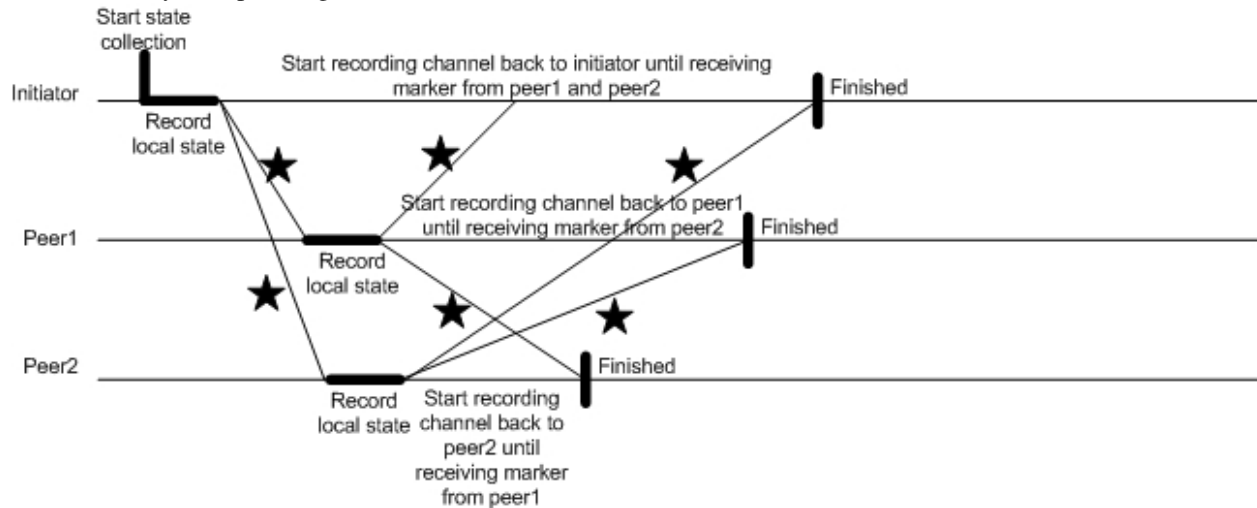 Start state
collection
Start recording channel back to initiator until receiving
marker from peer1 and peer2
Initiator
Finished
Record
local state
Start recording channel back to peer1
until receiving marker from peer2
Peer1
Finished
Record
local state
Peer2
Finished
Record
local state
Start recording
channel back to
peer2 until
receiving marker
from peer1